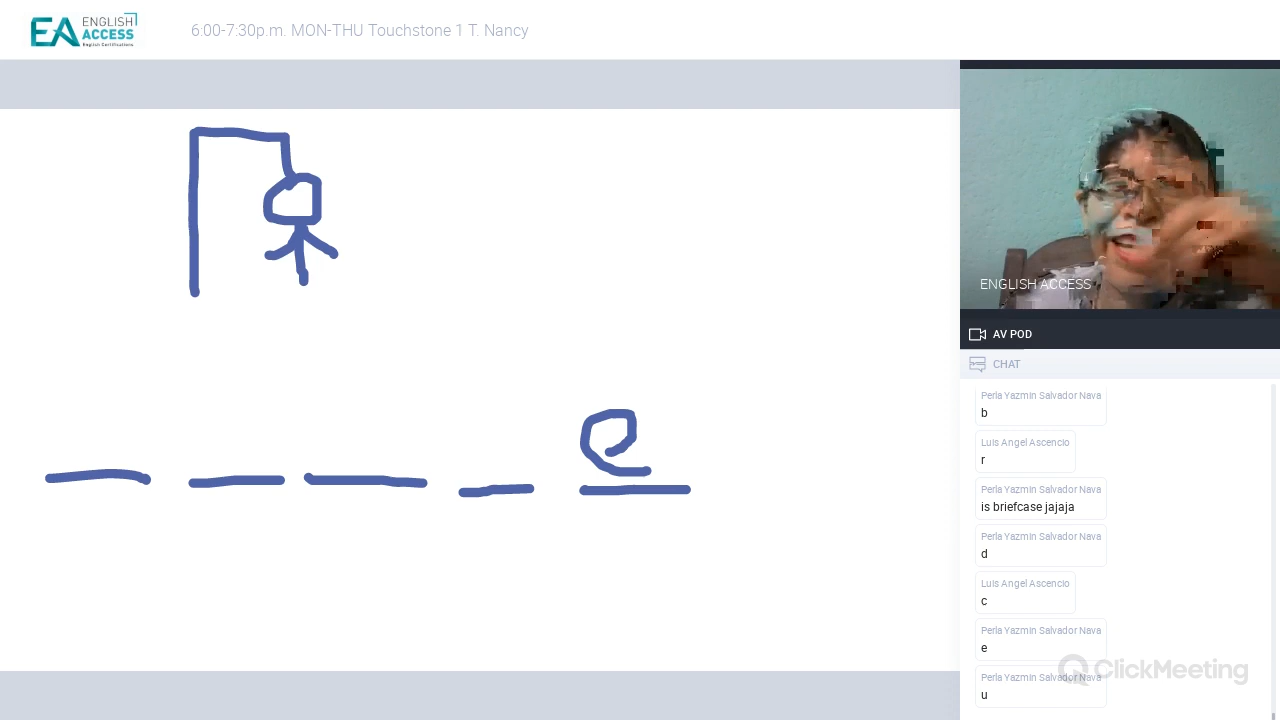 EA ENGLISH ACCESS
English Certifications
6:00-7:30p.m. MON-THU Touchstone 1 T. Nancy
e
ENGLISH ACCESS
AV POD
CHAT
Perla Yazmin Salvador Nava
b
Luis Angel Ascencio
r
Perla Yazmin Salvador Nava
is briefcase jajaja
Perla Yazmin Salvador Nava
d
Luis Angel Ascencio
c
Perla Yazmin Salvador Nava
e
Perla Yazmin Salvador Nava
u
ClickMeeting